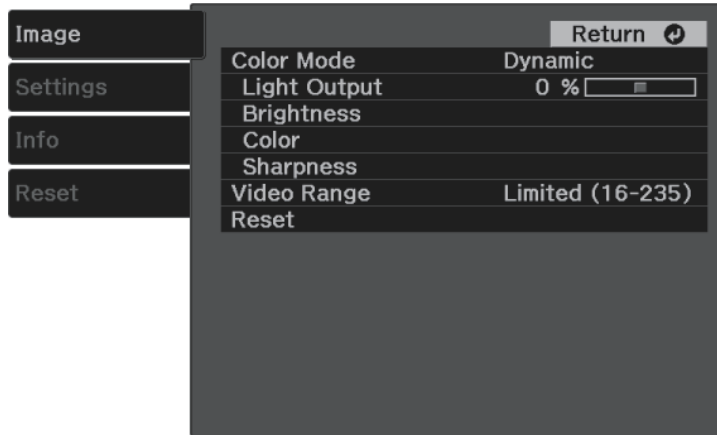 Image
Settings
Info
Reset
Return
Color Mode Dynamic
Light Output 0 %
Brightness
Color
Sharpness
Video Range Limited (16-235)
Reset